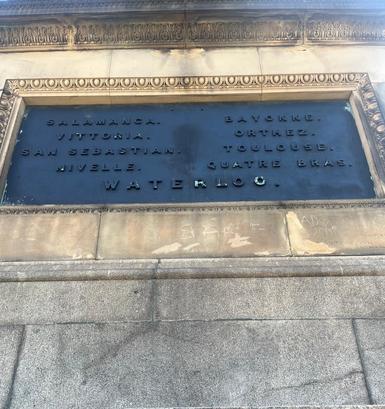 SALAMANCA.
VITTORIA.
SAN SEBASTIAN.
NIVELLE.
BAYONNE.
ORTHEZ.
TOULOUSE.
QUATRE BRAS.
WATERLOO.